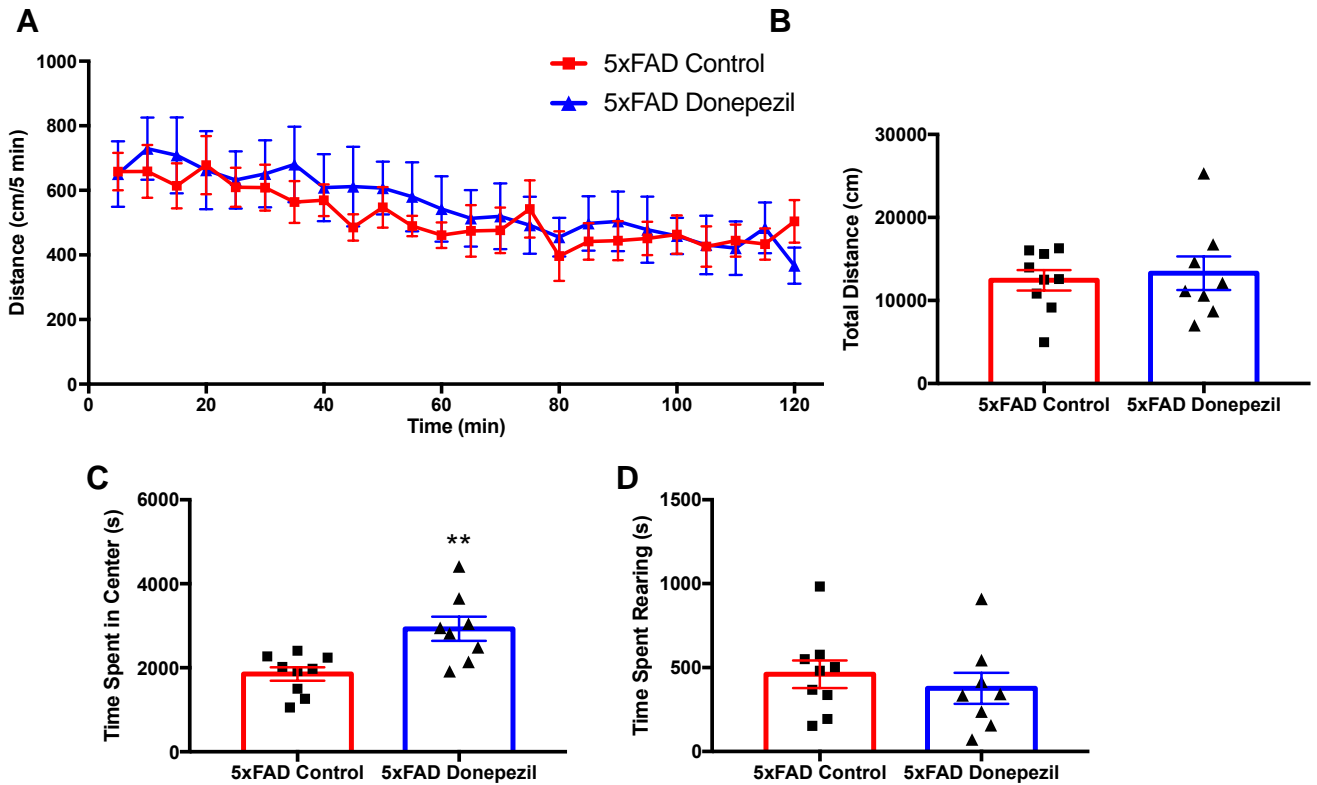 A
1000
800
600
400
200
0
Distance (cm/5 min)
0 20 40 60 80 100 120
Time (min)
5xFAD Control
5xFAD Donepezil
B
30000
20000
10000
0
Total Distance (cm)
5xFAD Control 5xFAD Donepezil
C
6000
4000
2000
0
Time Spent in Center (s)
**
5xFAD Control 5xFAD Donepezil
D
1500
1000
500
0
Time Spent Rearing (s)
5xFAD Control 5xFAD Donepezil